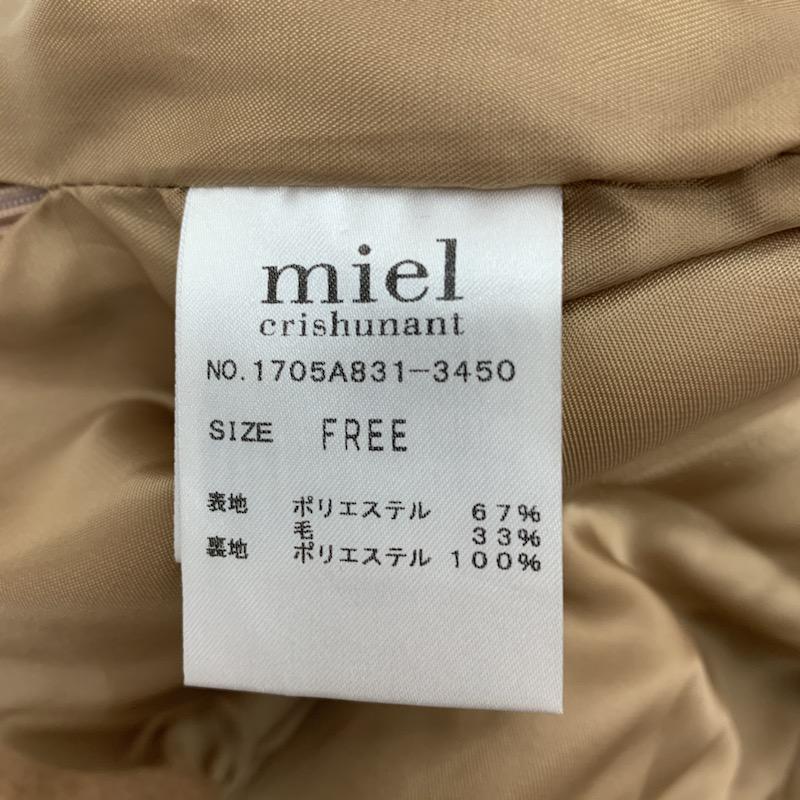 miel
crishunant
NO.1705A831-3450
SIZE FREE
表地 ポリエステル 67%
毛 33%
裏地 ポリエステル 100%